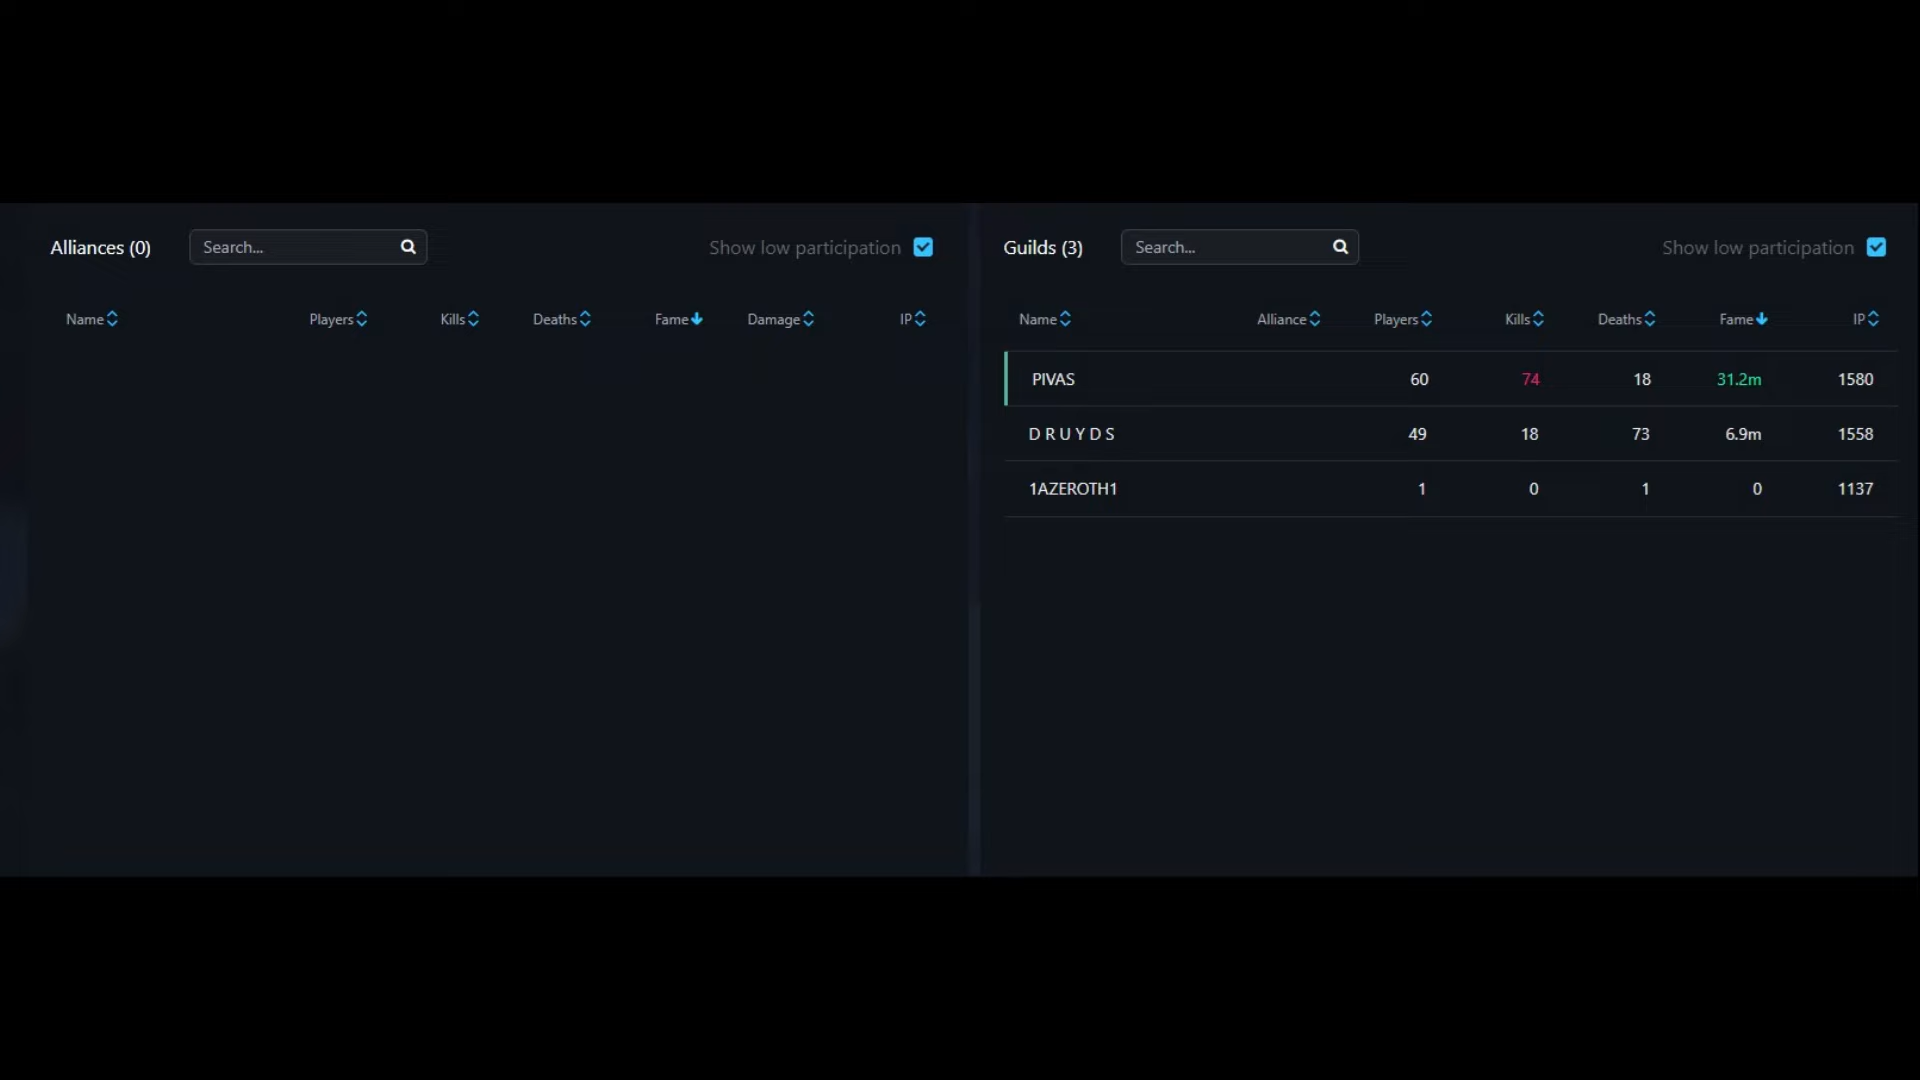 Alliances (0) Search... Show low participation
Name Players Kills Deaths Fame Damage IP
Guilds (3) Search... Show low participation
Name Alliance Players Kills Deaths Fame IP
PIVAS 60 74 18 31.2m 1580
D R U Y D S 49 18 73 6.9m 1558
1AZEROTH1 1 0 1 0 1137